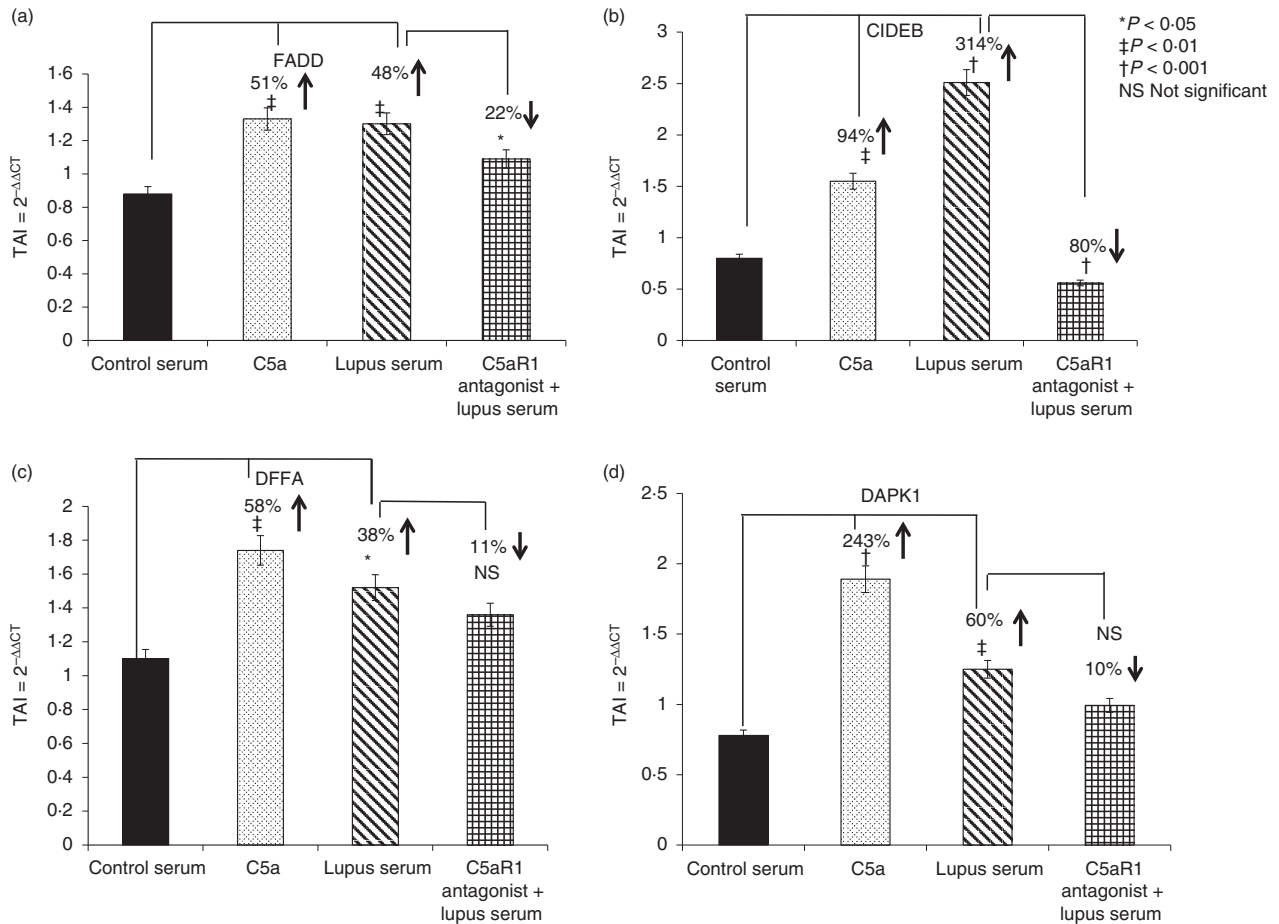 (a)
FADD
51%
‡
48%
‡
22%
*
1·6
1·4
1·2
1
0·8
0·6
0·4
0·2
0
TAI = 2−ΔΔCT
Control serum
C5a
Lupus serum
C5aR1
antagonist +
lupus serum
(b)
CIDEB
94%
‡
314%
†
80%
†
3
2·5
2
1·5
1
0·5
0
TAI = 2−ΔΔCT
Control
serum
C5a
Lupus serum
C5aR1
antagonist +
lupus serum
*P < 0·05
‡P < 0·01
†P < 0·001
NS Not significant
(c)
DFFA
58%
‡
38%
*
11%
NS
2
1·8
1·6
1·4
1·2
1
0·8
0·6
0·4
0·2
0
TAI = 2−ΔΔCT
Control serum
C5a
Lupus serum
C5aR1
antagonist +
lupus serum
(d)
DAPK1
243%
†
60%
‡
NS
10%
2·5
2
1·5
1
0·5
0
TAI = 2−ΔΔCT
Control serum
C5a
Lupus serum
C5aR1
antagonist +
lupus serum